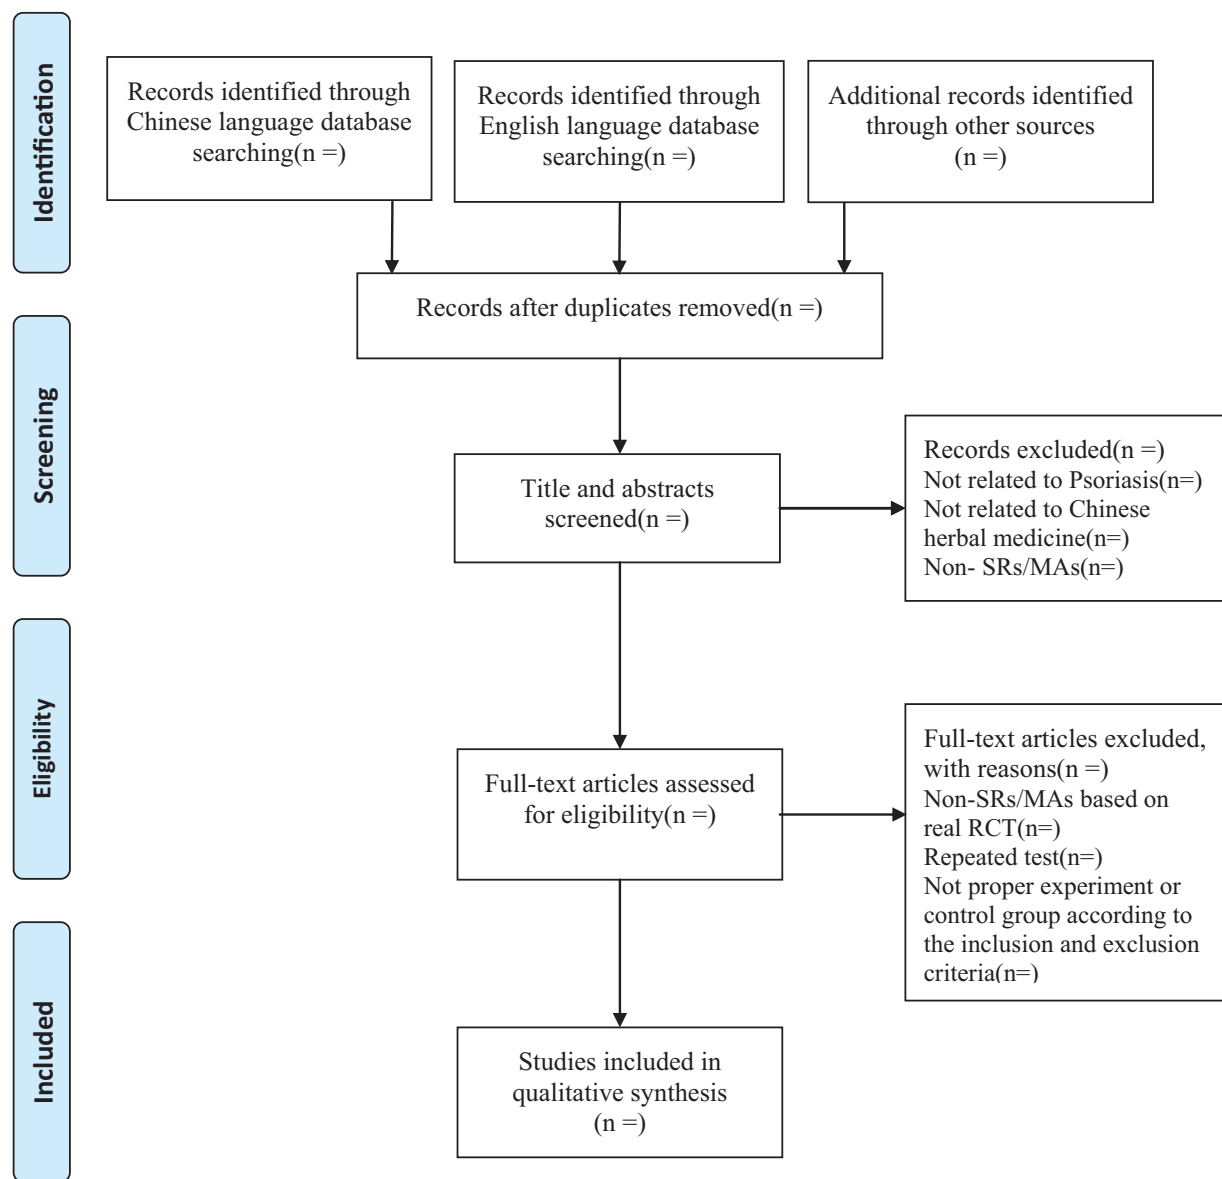 Identification
Records identified through
Chinese language database
searching(n =)
Records identified through
English language database
searching(n =)
Additional records identified
through other sources
(n =)
Records after duplicates removed(n =)
Screening
Title and abstracts
screened(n =)
Records excluded(n =)
Not related to Psoriasis(n=)
Not related to Chinese
herbal medicine(n=)
Non- SRs/MAs(n=)
Eligibility
Full-text articles assessed
for eligibility(n =)
Full-text articles excluded,
with reasons(n =)
Non-SRs/MAs based on
real RCT(n=)
Repeated test(n=)
Not proper experiment or
control group according to
the inclusion and exclusion
criteria(n=)
Included
Studies included in
qualitative synthesis
(n =)